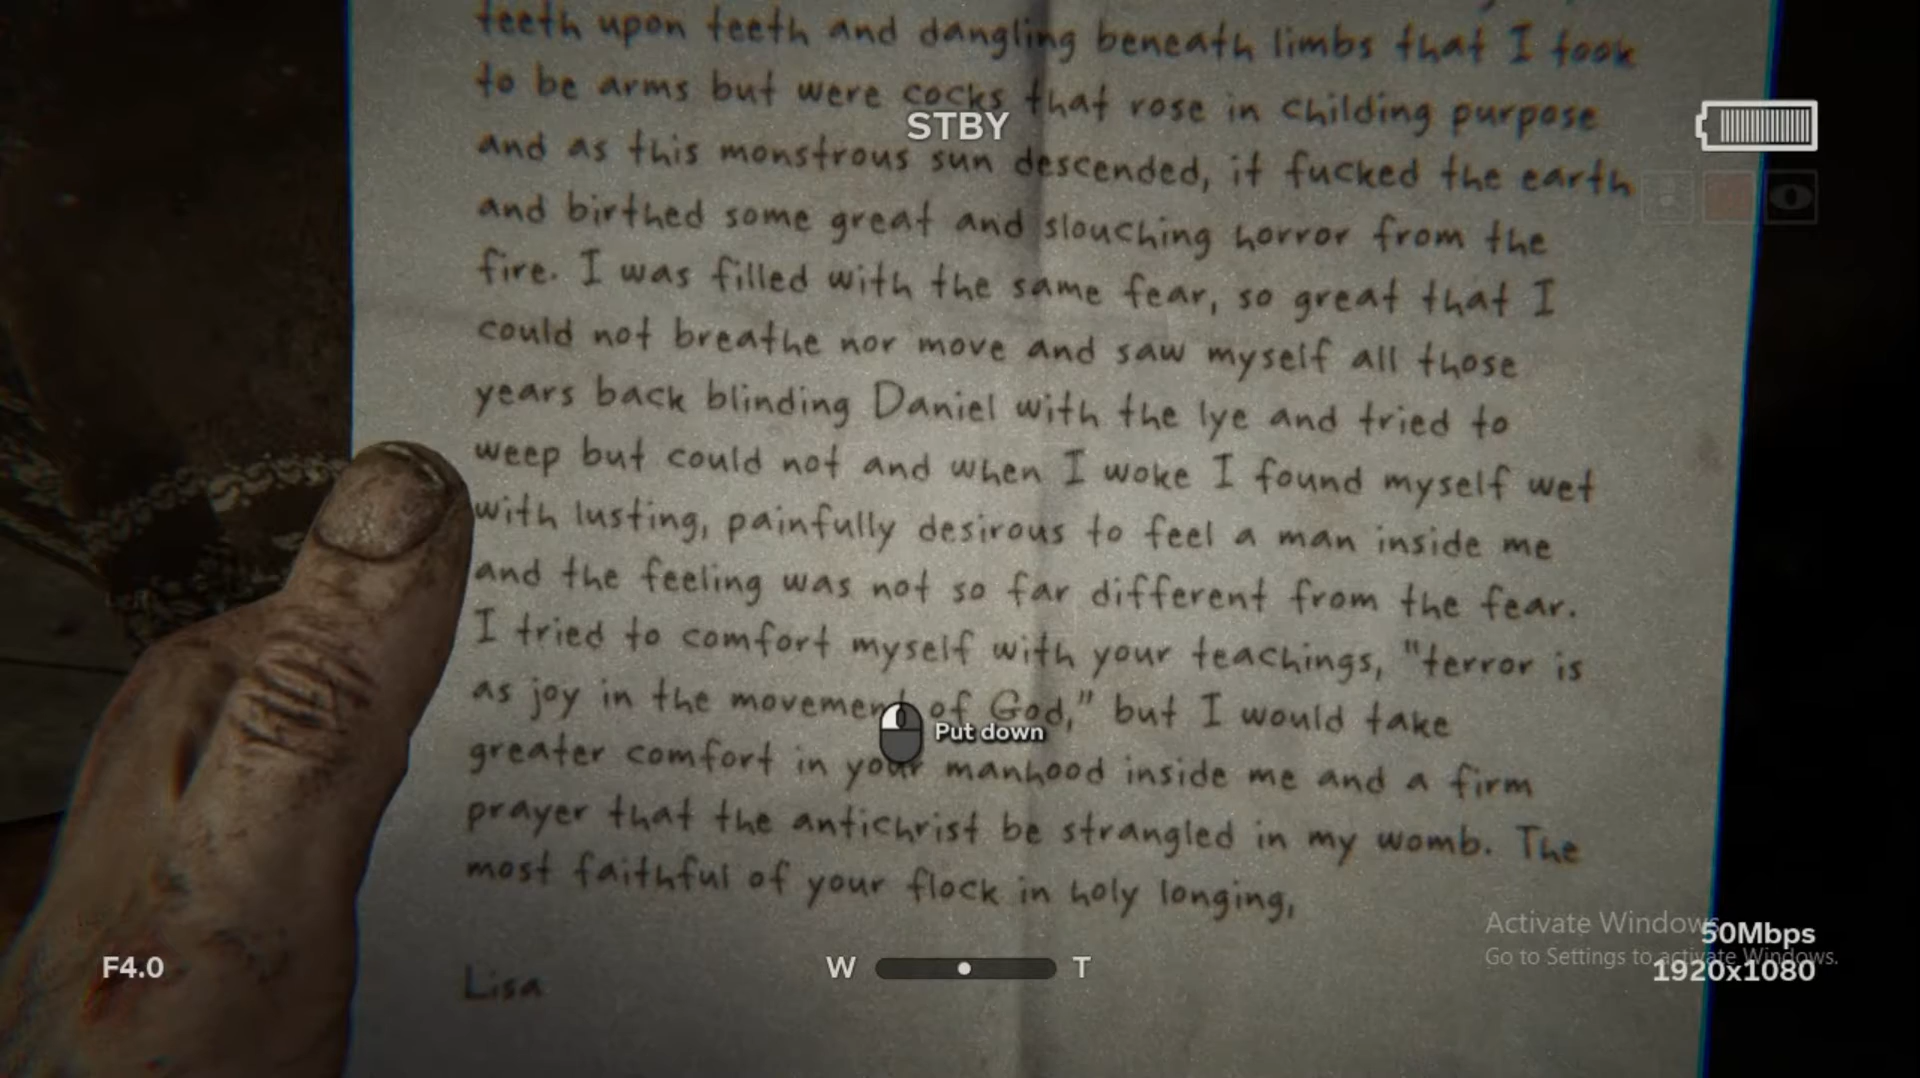 teeth upon teeth and dangling beneath limbs that I took
to be arms but were cocks that rose in childing purpose
STBY
and as this monstrous sun descended, it fucked the earth
and birthed some great and slouching horror from the
fire. I was filled with the same fear, so great that I
could not breathe nor move and saw myself all those
years back blinding Daniel with the lye and tried to
weep but could not and when I woke I found myself wet
with lusting, painfully desirous to feel a man inside me
and the feeling was not so far different from the fear.
I tried to comfort myself with your teachings, "terror is
as joy in the movement of God," but I would take
Put down
greater comfort in your manhood inside me and a firm
prayer that the antichrist be strangled in my womb. The
most faithful of your flock in holy longing,
Lisa
F4.0
W T
Activate Windows
Go to Settings to activate Windows.
50Mbps
1920x1080